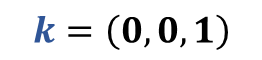 k = (0,0,1)